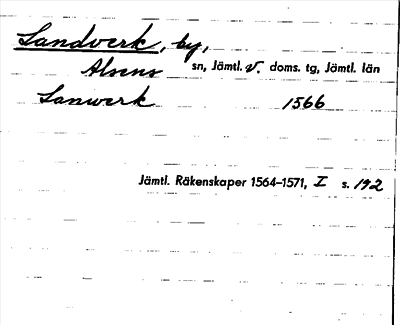 Landverk, by,
Alsens sn, Jämtl. v. doms. tg, Jämtl. län
Lanwerk 1566
Jämtl. Räkenskaper 1564–1571, I s. 192